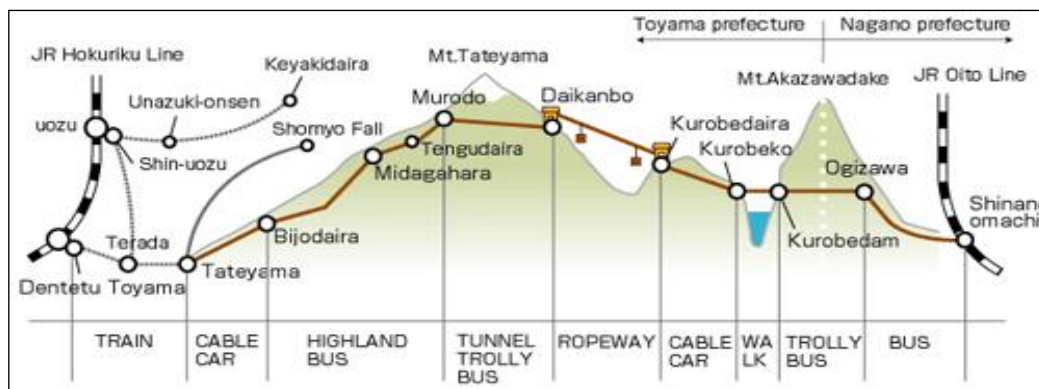 Toyama prefecture
Nagano prefecture
JR Hokuriku Line
Keyakidaira
Mt.Tateyama
Mt.Akazawadake
JR Oito Line
Unazuki-onsen
Murodo
Daikanbo
uozu
Shomyo Fall
Kurobedaira
Shin-uozu
Tengudaira
Kurobeko
Midagahara
Ogizawa
Shinan
omachi
Terada
Bijodaira
Kurobedam
Tateyama
Dentetu Toyama
TRAIN
CABLE
CAR
HIGHLAND
BUS
TUNNEL
TROLLY
BUS
ROPEWAY
CABLE
CAR
WA
LK
TROLLY
BUS
BUS